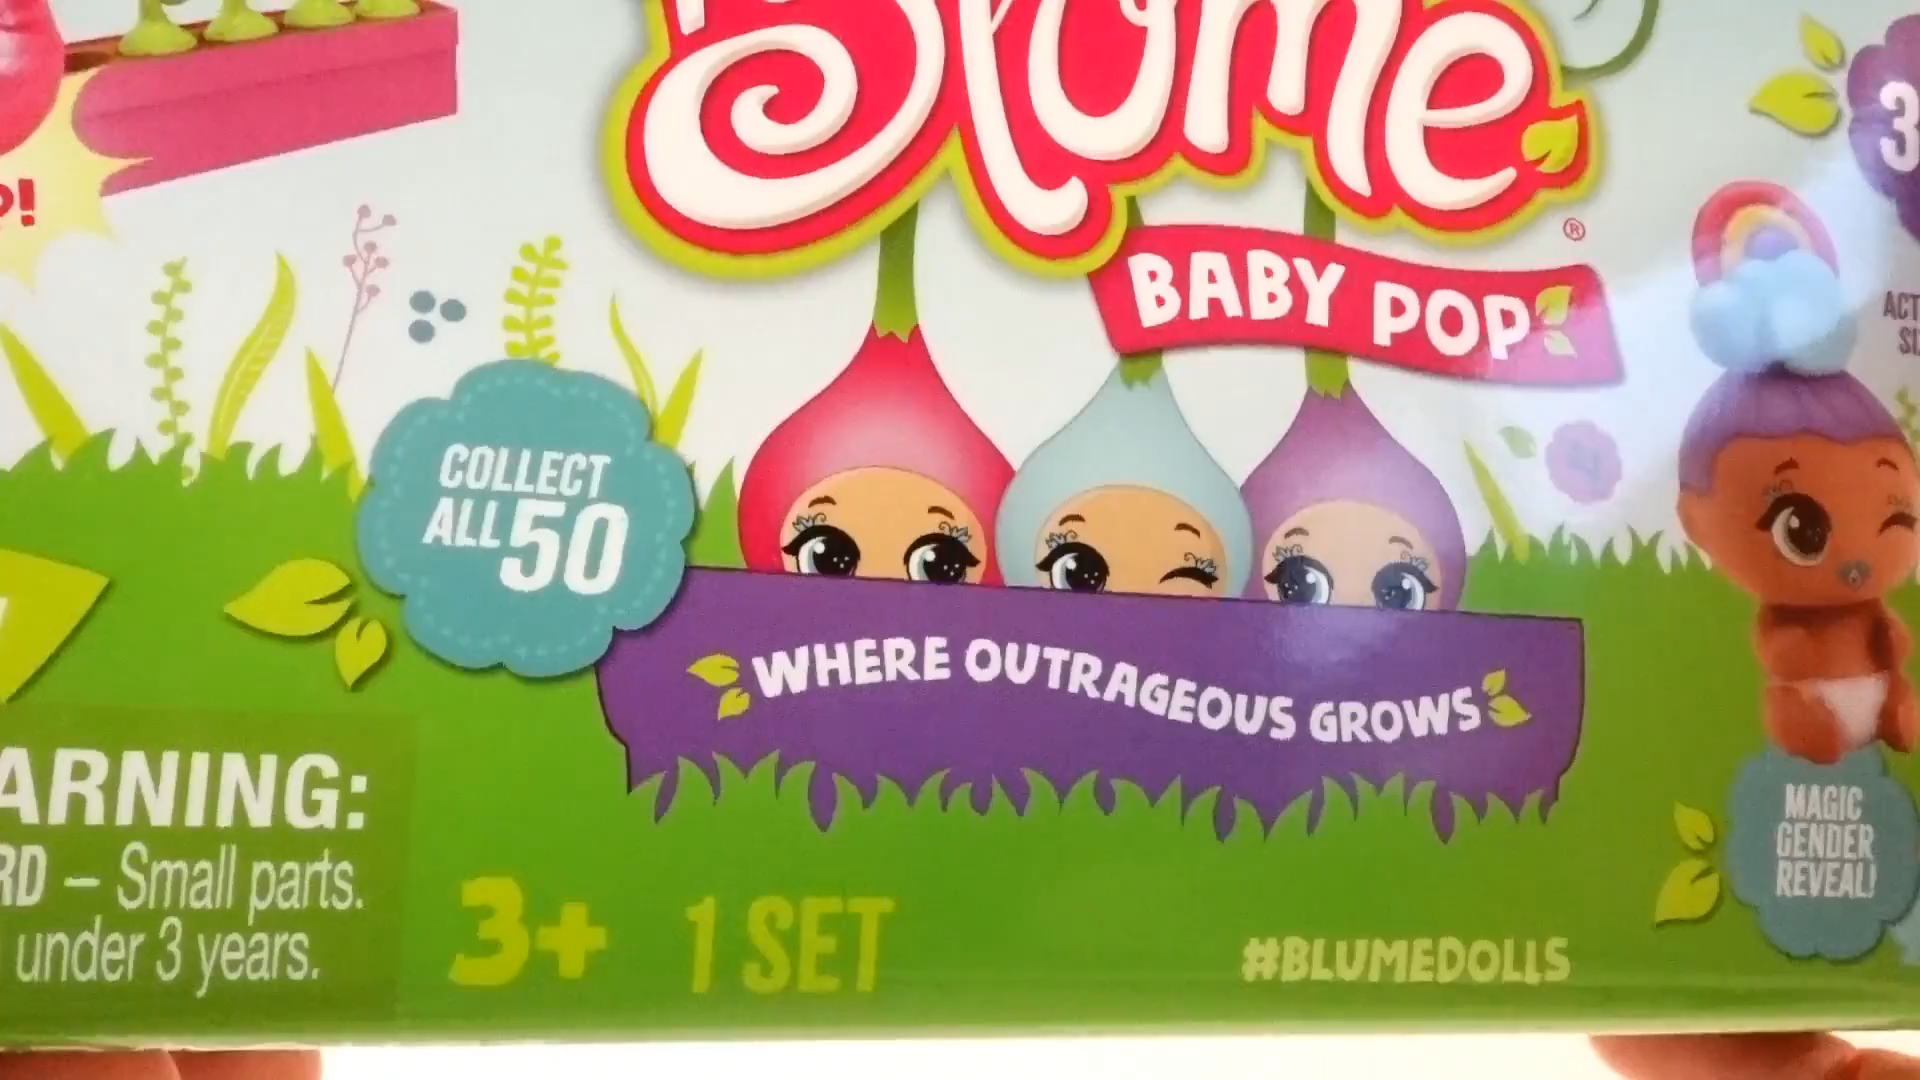 Blume
®
BABY POP
COLLECT
ALL 50
WHERE OUTRAGEOUS GROWS
MAGIC
GENDER
REVEAL!
ARNING:
RD – Small parts.
under 3 years.
3+
1 SET
#BLUMEDOLLS